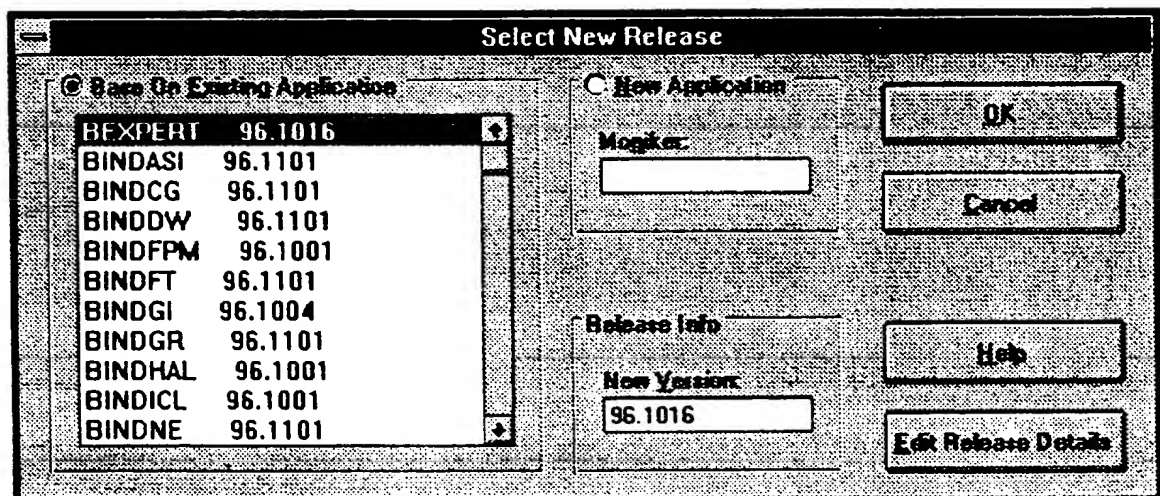 Select New Release
Base On Existing Application
BEXPERT 96.1016
BINDASI 96.1101
BINDCG 96.1101
BINDDW 96.1101
BINDFPM 96.1001
BINDFT 96.1101
BINDGI 96.1004
BINDGR 96.1101
BINDHAL 96.1001
BINDICL 96.1001
BINDNE 96.1101
New Application
Moniker:
Release Info
New Version:
96.1016
OK
Cancel
Help
Edit Release Details